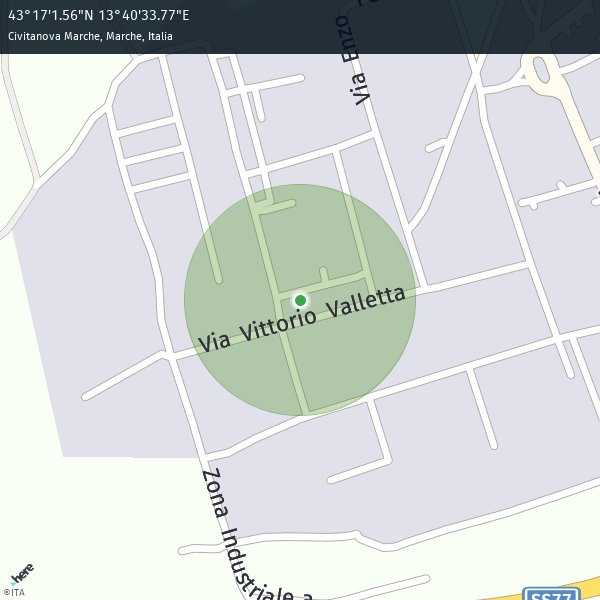 43°17'1.56"N 13°40'33.77"E
Civitanova Marche, Marche, Italia
Via Enzo
Via Vittorio Valletta
Zona Industriale a
SS77
here
©ITA